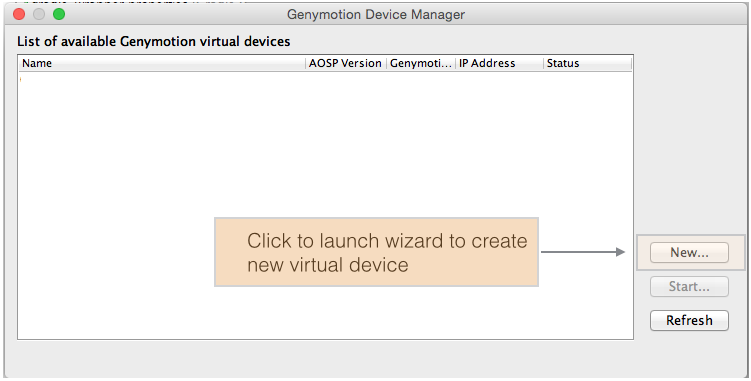 Genymotion Device Manager
List of available Genymotion virtual devices
Name AOSP Version Genymoti... IP Address Status
Click to launch wizard to create
new virtual device
New...
Start...
Refresh